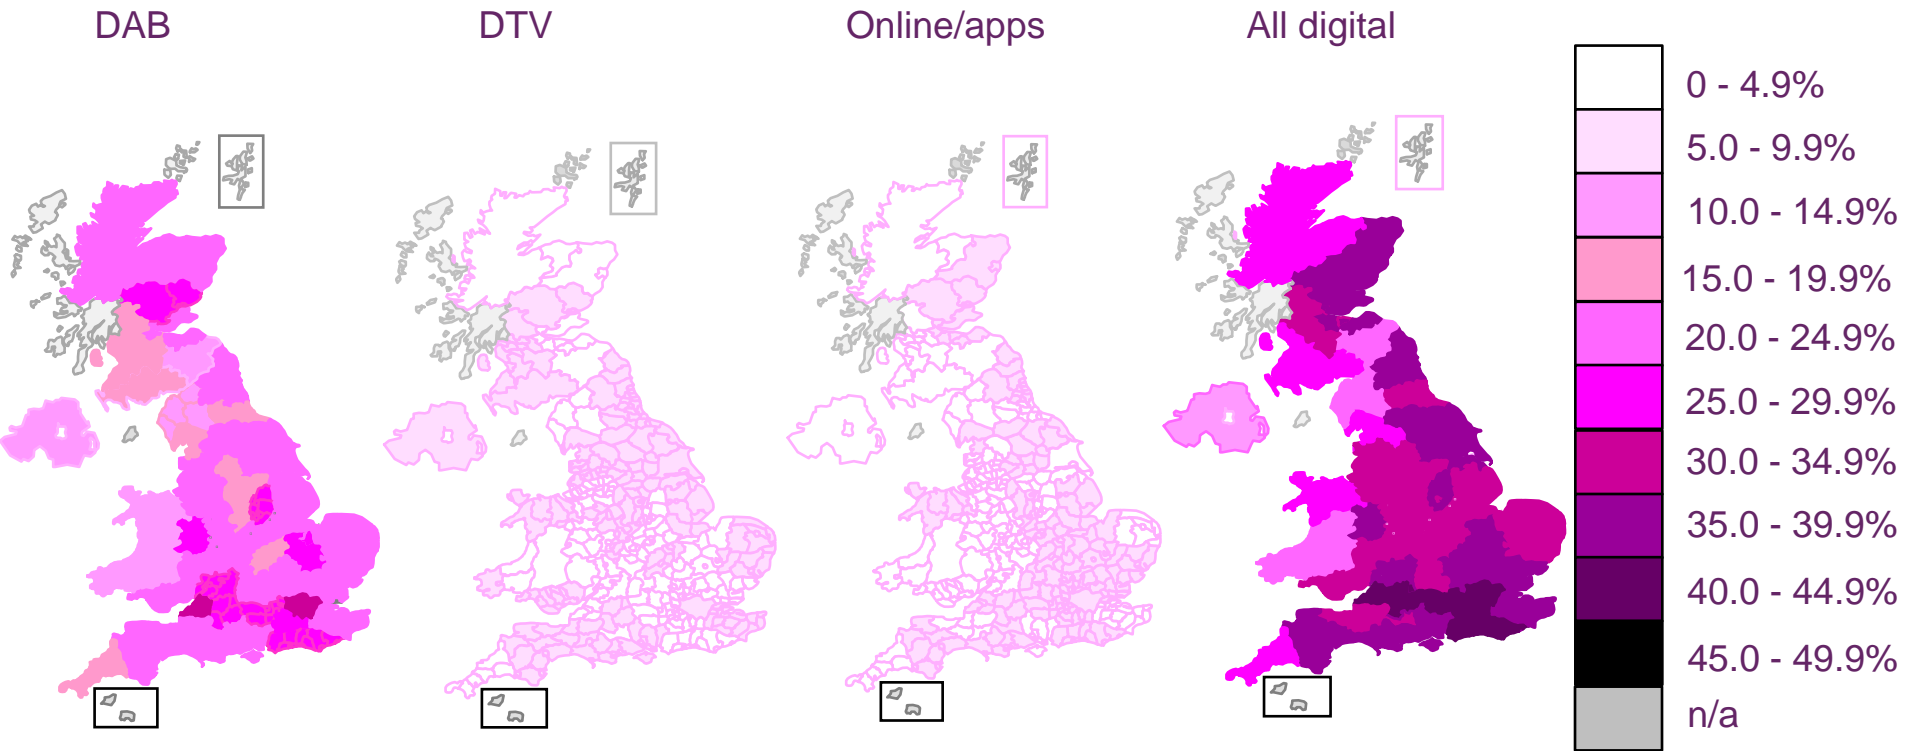 DAB
DTV
Online/apps
All digital
0 - 4.9%
5.0 - 9.9%
10.0 - 14.9%
15.0 - 19.9%
20.0 - 24.9%
25.0 - 29.9%
30.0 - 34.9%
35.0 - 39.9%
40.0 - 44.9%
45.0 - 49.9%
n/a